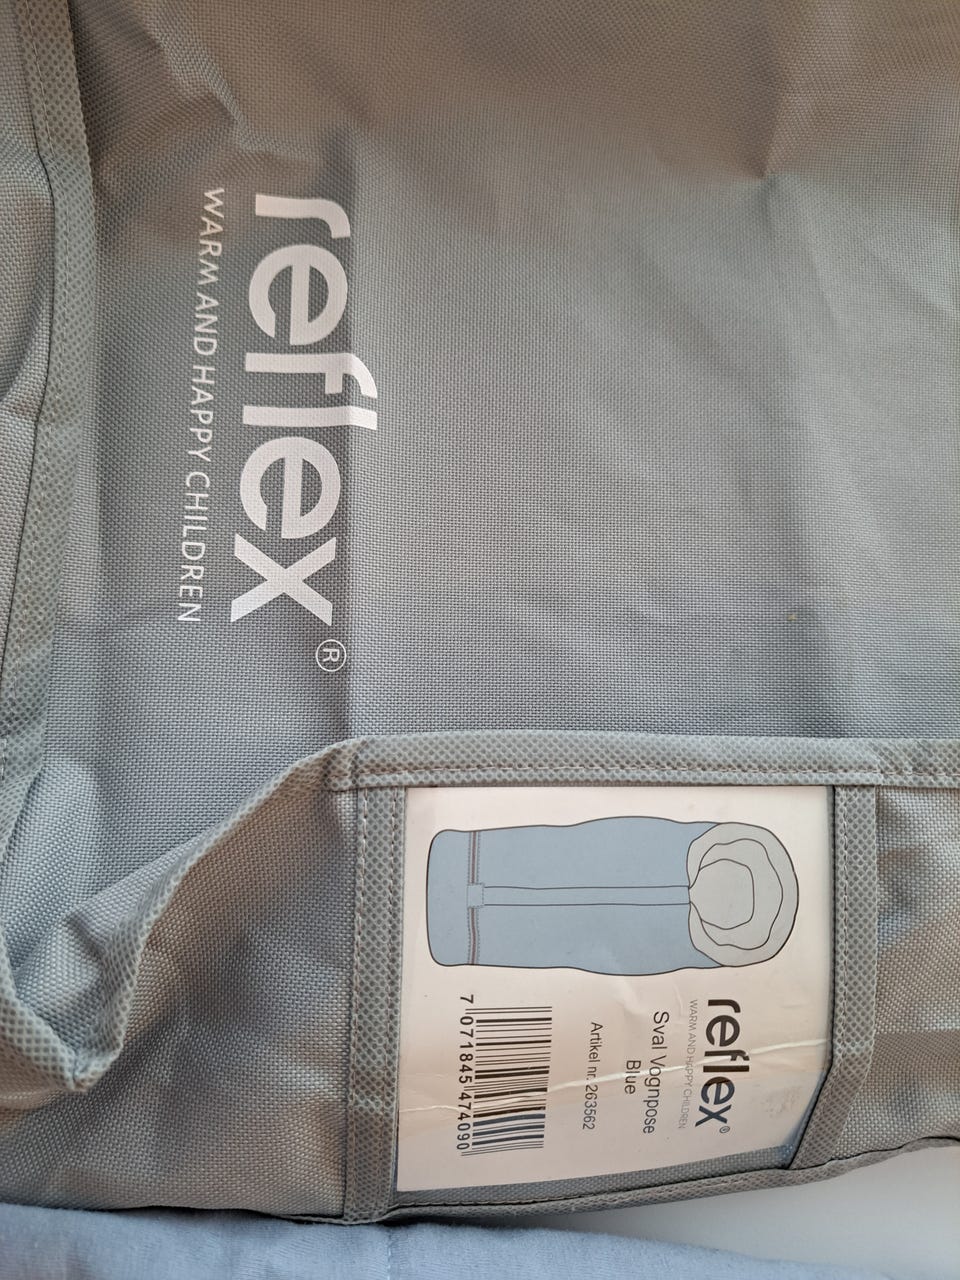 reflex®
WARM AND HAPPY CHILDREN
reflex®
WARM AND HAPPY CHILDREN
Sval Vognpose
Blue
Artikel nr. 263562
7 071845 474090